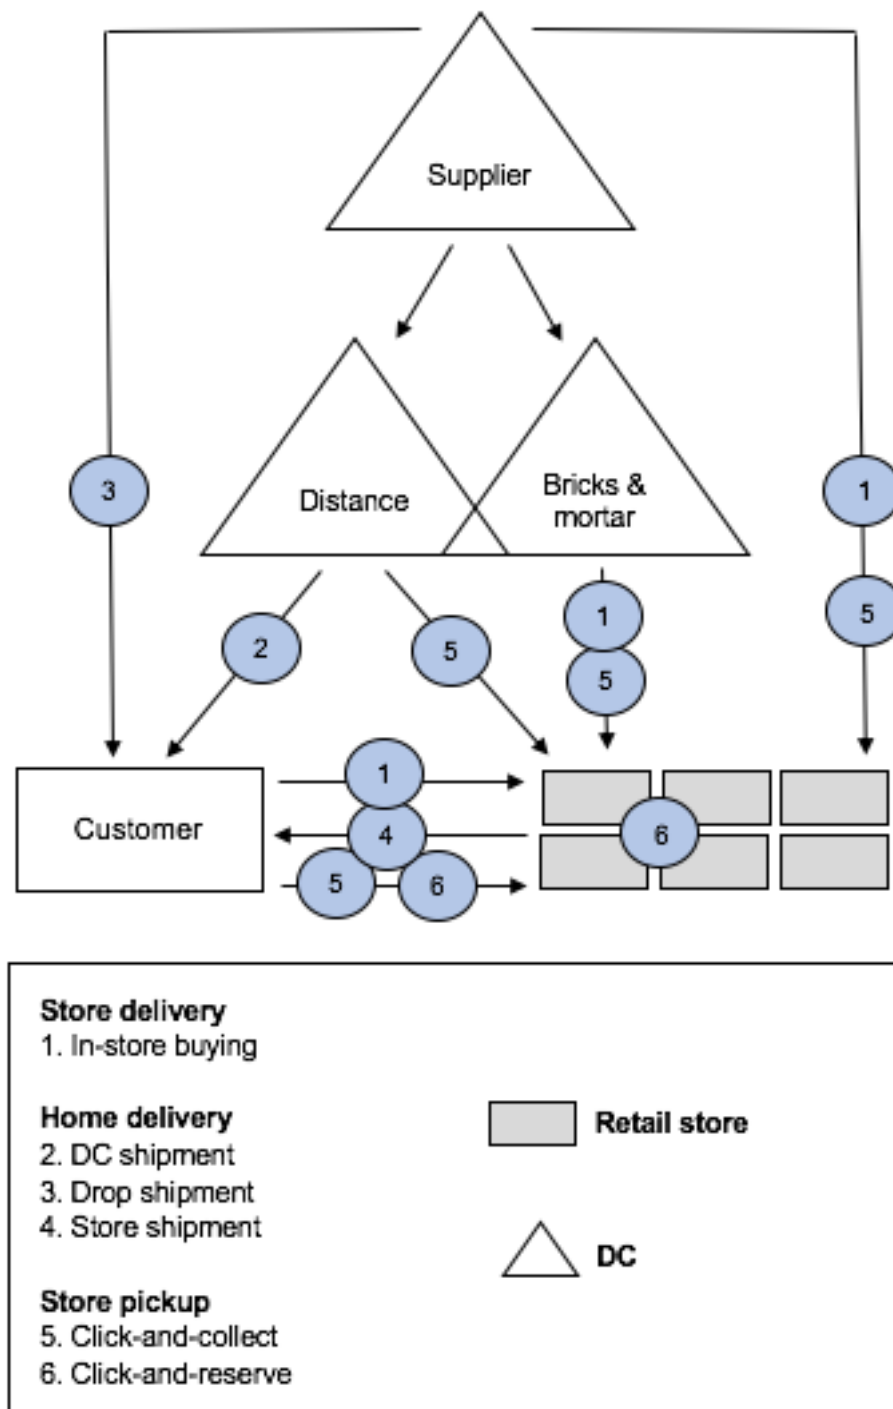 Supplier
Distance
Bricks &
mortar
3
1
5
2
5
1
5
Customer
1
4
5
6
6
Store delivery
1. In-store buying
Home delivery
2. DC shipment
3. Drop shipment
4. Store shipment
Store pickup
5. Click-and-collect
6. Click-and-reserve
Retail store
DC